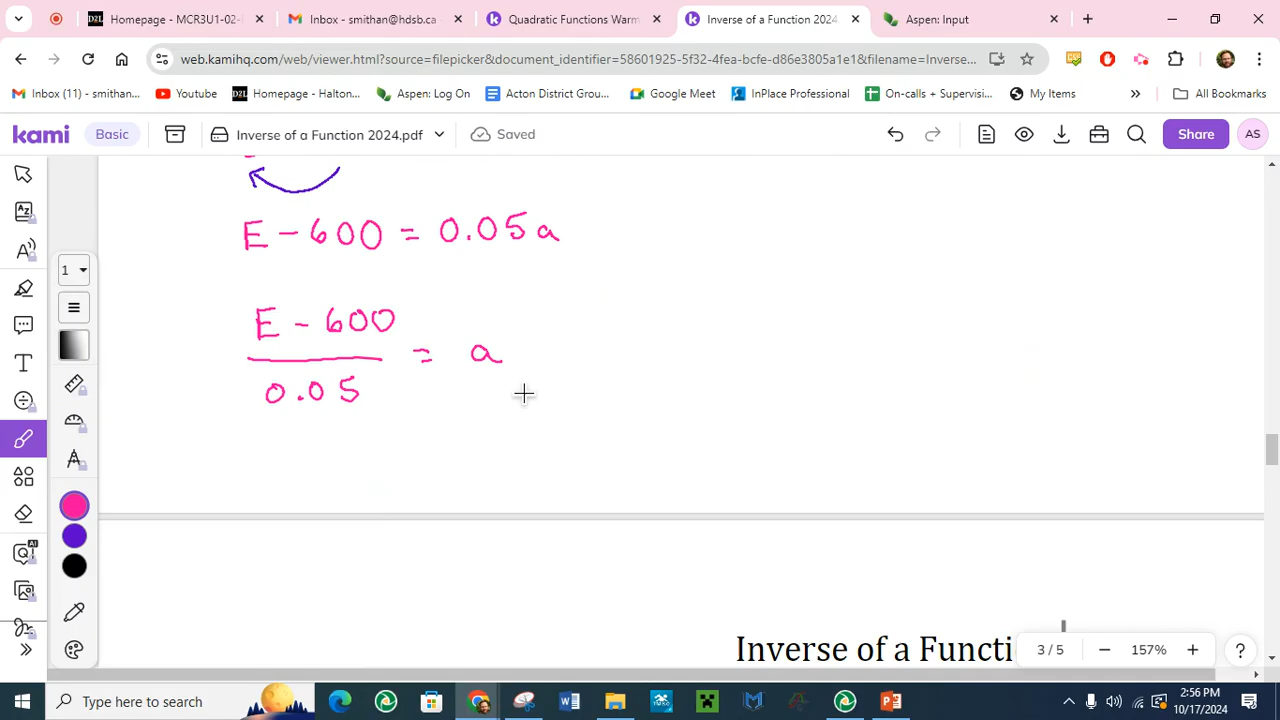 Homepage - MCR3U1-02- Inbox - smithan@hdsb.ca Quadratic Functions Warm Inverse of a Function 2024 Aspen: Input
web.kamihq.com/web/viewer.html?source=filepicker&document_identifier=58601925-5f32-4fea-bcfe-d86e3805a1e1&filename=Inverse...
Inbox (11) - smithan... Youtube Homepage - Halton... Aspen: Log On Acton District Grou... Google Meet InPlace Professional On-calls + Supervisi... My Items » All Bookmarks
kami Basic Inverse of a Function 2024.pdf Saved Share AS
E - 600 = 0.05a
1
E - 600
= a
0.05
Inverse of a Functi
3 / 5 157%
Type here to search
2:56 PM
10/17/2024